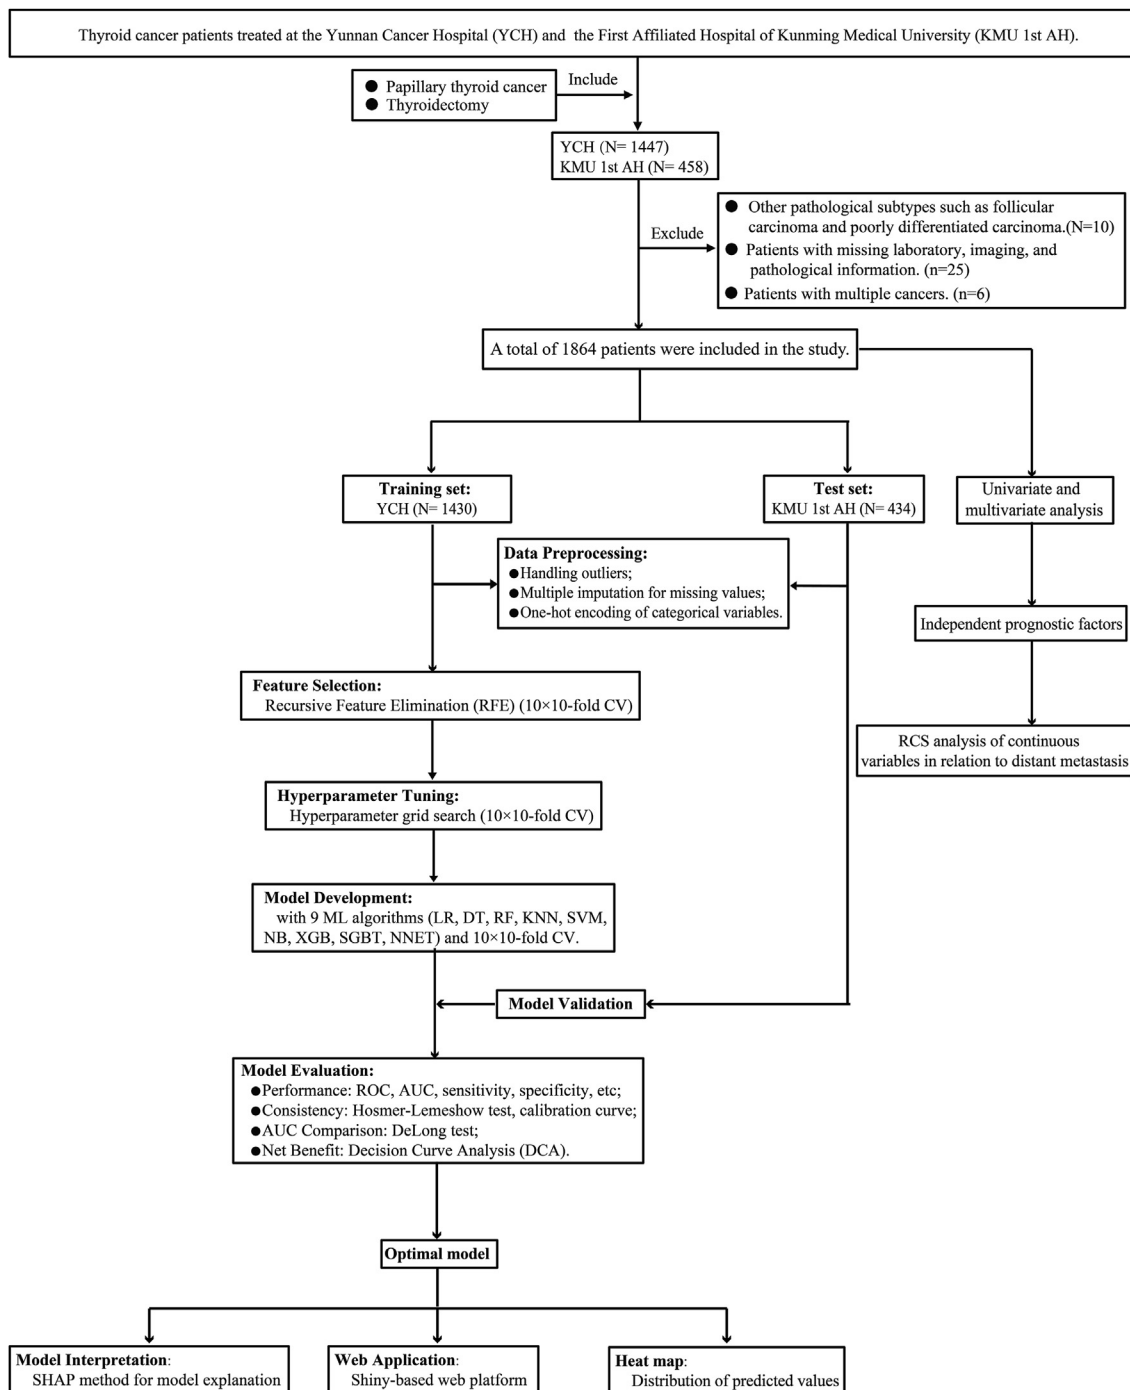 Thyroid cancer patients treated at the Yunnan Cancer Hospital (YCH) and the First Affiliated Hospital of Kunming Medical University (KMU 1st AH).
● Papillary thyroid cancer
● Thyroidectomy
Include
YCH (N= 1447)
KMU 1st AH (N= 458)
Exclude
● Other pathological subtypes such as follicular
carcinoma and poorly differentiated carcinoma.(N=10)
● Patients with missing laboratory, imaging, and
pathological information. (n=25)
● Patients with multiple cancers. (n=6)
A total of 1864 patients were included in the study.
Training set:
YCH (N= 1430)
Test set:
KMU 1st AH (N= 434)
Univariate and
multivariate analysis
Data Preprocessing:
●Handling outliers;
●Multiple imputation for missing values;
●One-hot encoding of categorical variables.
Independent prognostic factors
Feature Selection:
Recursive Feature Elimination (RFE) (10×10-fold CV)
RCS analysis of continuous
variables in relation to distant metastasis
Hyperparameter Tuning:
Hyperparameter grid search (10×10-fold CV)
Model Development:
with 9 ML algorithms (LR, DT, RF, KNN, SVM,
NB, XGB, SGBT, NNET) and 10×10-fold CV.
Model Validation
Model Evaluation:
●Performance: ROC, AUC, sensitivity, specificity, etc;
●Consistency: Hosmer-Lemeshow test, calibration curve;
●AUC Comparison: DeLong test;
●Net Benefit: Decision Curve Analysis (DCA).
Optimal model
Model Interpretation:
SHAP method for model explanation
Web Application:
Shiny-based web platform
Heat map:
Distribution of predicted values